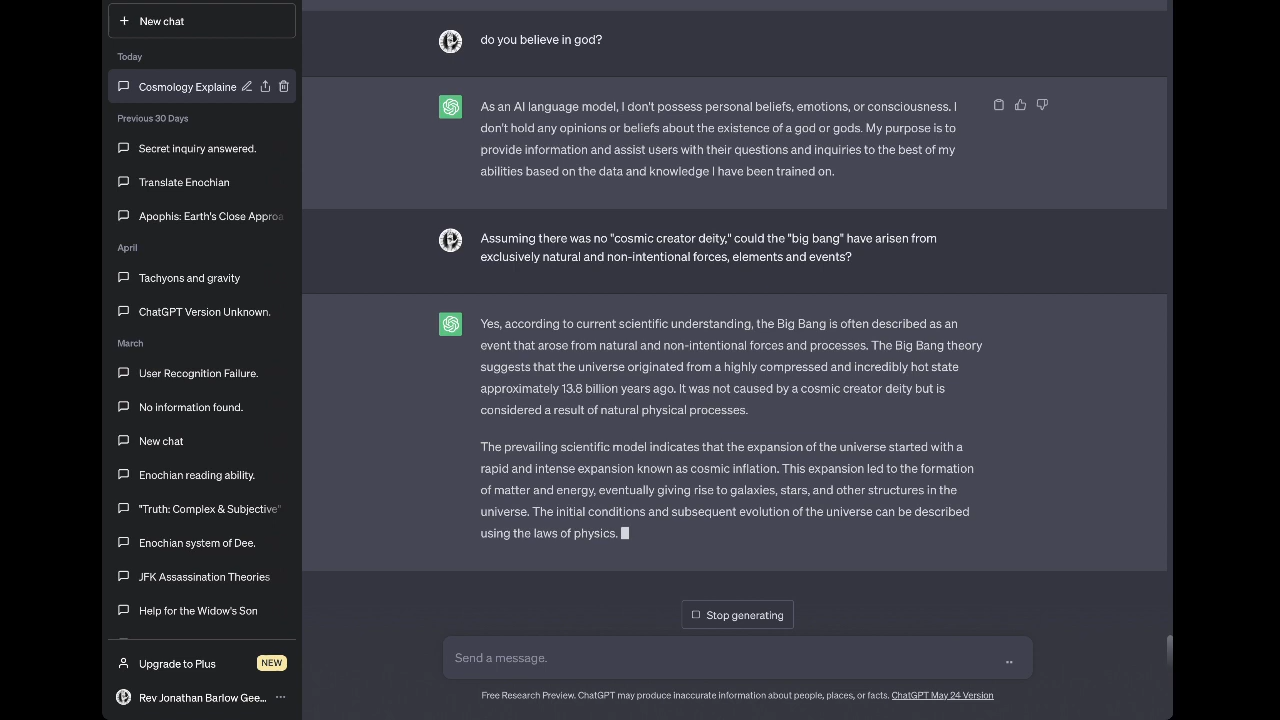 New chat
Today
Cosmology Explaine
Previous 30 Days
Secret inquiry answered.
Translate Enochian
Apophis: Earth's Close Approa
April
Tachyons and gravity
ChatGPT Version Unknown.
March
User Recognition Failure.
No information found.
New chat
Enochian reading ability.
"Truth: Complex & Subjective"
Enochian system of Dee.
JFK Assassination Theories
Help for the Widow's Son
Upgrade to Plus NEW
Rev Jonathan Barlow Gee...
do you believe in god?
As an AI language model, I don't possess personal beliefs, emotions, or consciousness. I
don't hold any opinions or beliefs about the existence of a god or gods. My purpose is to
provide information and assist users with their questions and inquiries to the best of my
abilities based on the data and knowledge I have been trained on.
Assuming there was no "cosmic creator deity," could the "big bang" have arisen from
exclusively natural and non-intentional forces, elements and events?
Yes, according to current scientific understanding, the Big Bang is often described as an
event that arose from natural and non-intentional forces and processes. The Big Bang theory
suggests that the universe originated from a highly compressed and incredibly hot state
approximately 13.8 billion years ago. It was not caused by a cosmic creator deity but is
considered a result of natural physical processes.
The prevailing scientific model indicates that the expansion of the universe started with a
rapid and intense expansion known as cosmic inflation. This expansion led to the formation
of matter and energy, eventually giving rise to galaxies, stars, and other structures in the
universe. The initial conditions and subsequent evolution of the universe can be described
using the laws of physics.
Stop generating
Send a message.
Free Research Preview. ChatGPT may produce inaccurate information about people, places, or facts. ChatGPT May 24 Version